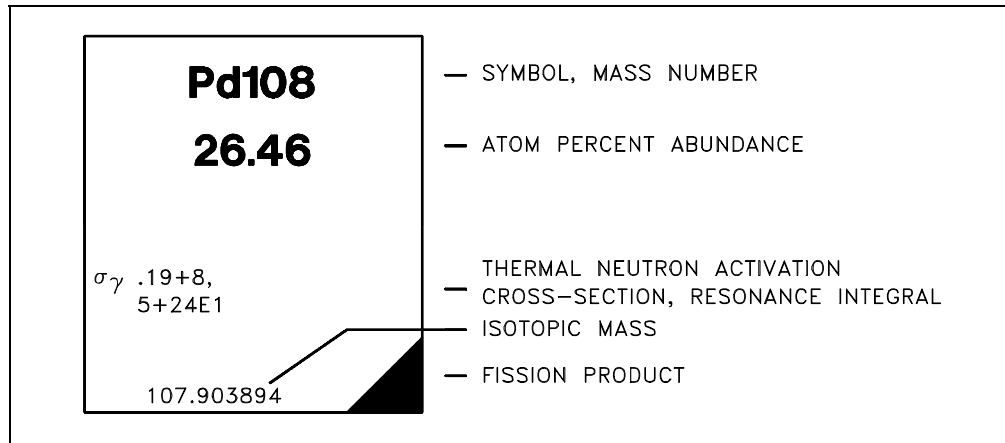 Pd108
26.46
σγ .19+8,
5+24E1
107.903894
SYMBOL, MASS NUMBER
ATOM PERCENT ABUNDANCE
THERMAL NEUTRON ACTIVATION
CROSS-SECTION, RESONANCE INTEGRAL
ISOTOPIC MASS
FISSION PRODUCT